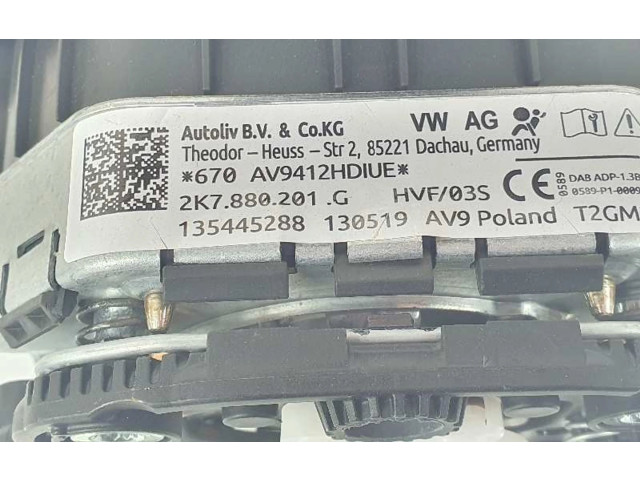 Autoliv B.V. & Co.KG VW AG
Theodor – Heuss – Str 2, 85221 Dachau, Germany
*670 AV9412HDIUE*
2K7.880.201 .G HVF/03S CE 0589 DAB ADP-1.3B
0589-P1-0009
135445288 130519 AV9 Poland T2GM